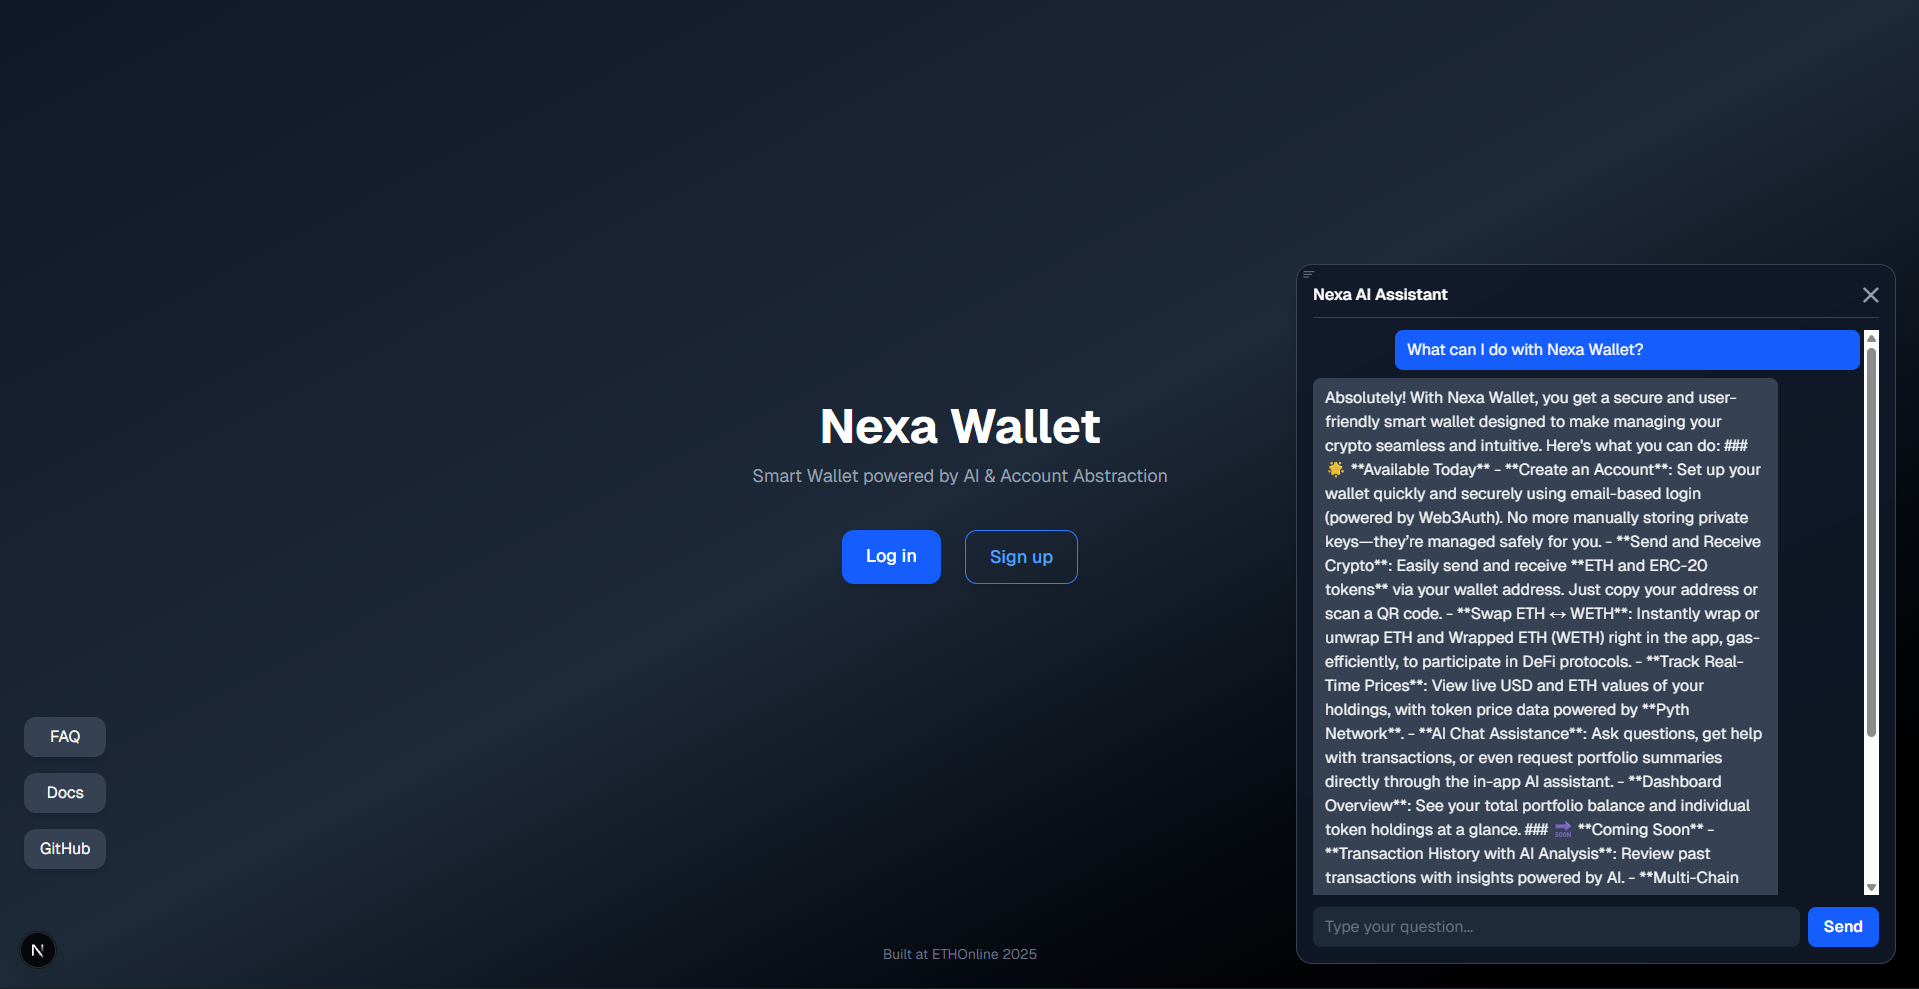 Nexa Wallet
Smart Wallet powered by AI & Account Abstraction
Log in
Sign up
FAQ
Docs
GitHub
N
Built at ETHOnline 2025
Nexa AI Assistant
What can I do with Nexa Wallet?
Absolutely! With Nexa Wallet, you get a secure and user-
friendly smart wallet designed to make managing your
crypto seamless and intuitive. Here's what you can do: ###
🌟 **Available Today** - **Create an Account**: Set up your
wallet quickly and securely using email-based login
(powered by Web3Auth). No more manually storing private
keys—they’re managed safely for you. - **Send and Receive
Crypto**: Easily send and receive **ETH and ERC-20
tokens** via your wallet address. Just copy your address or
scan a QR code. - **Swap ETH ↔ WETH**: Instantly wrap or
unwrap ETH and Wrapped ETH (WETH) right in the app, gas-
efficiently, to participate in DeFi protocols. - **Track Real-
Time Prices**: View live USD and ETH values of your
holdings, with token price data powered by **Pyth
Network**. - **AI Chat Assistance**: Ask questions, get help
with transactions, or even request portfolio summaries
directly through the in-app AI assistant. - **Dashboard
Overview**: See your total portfolio balance and individual
token holdings at a glance. ### 🔜 **Coming Soon** -
**Transaction History with AI Analysis**: Review past
transactions with insights powered by AI. - **Multi-Chain
Type your question...
Send